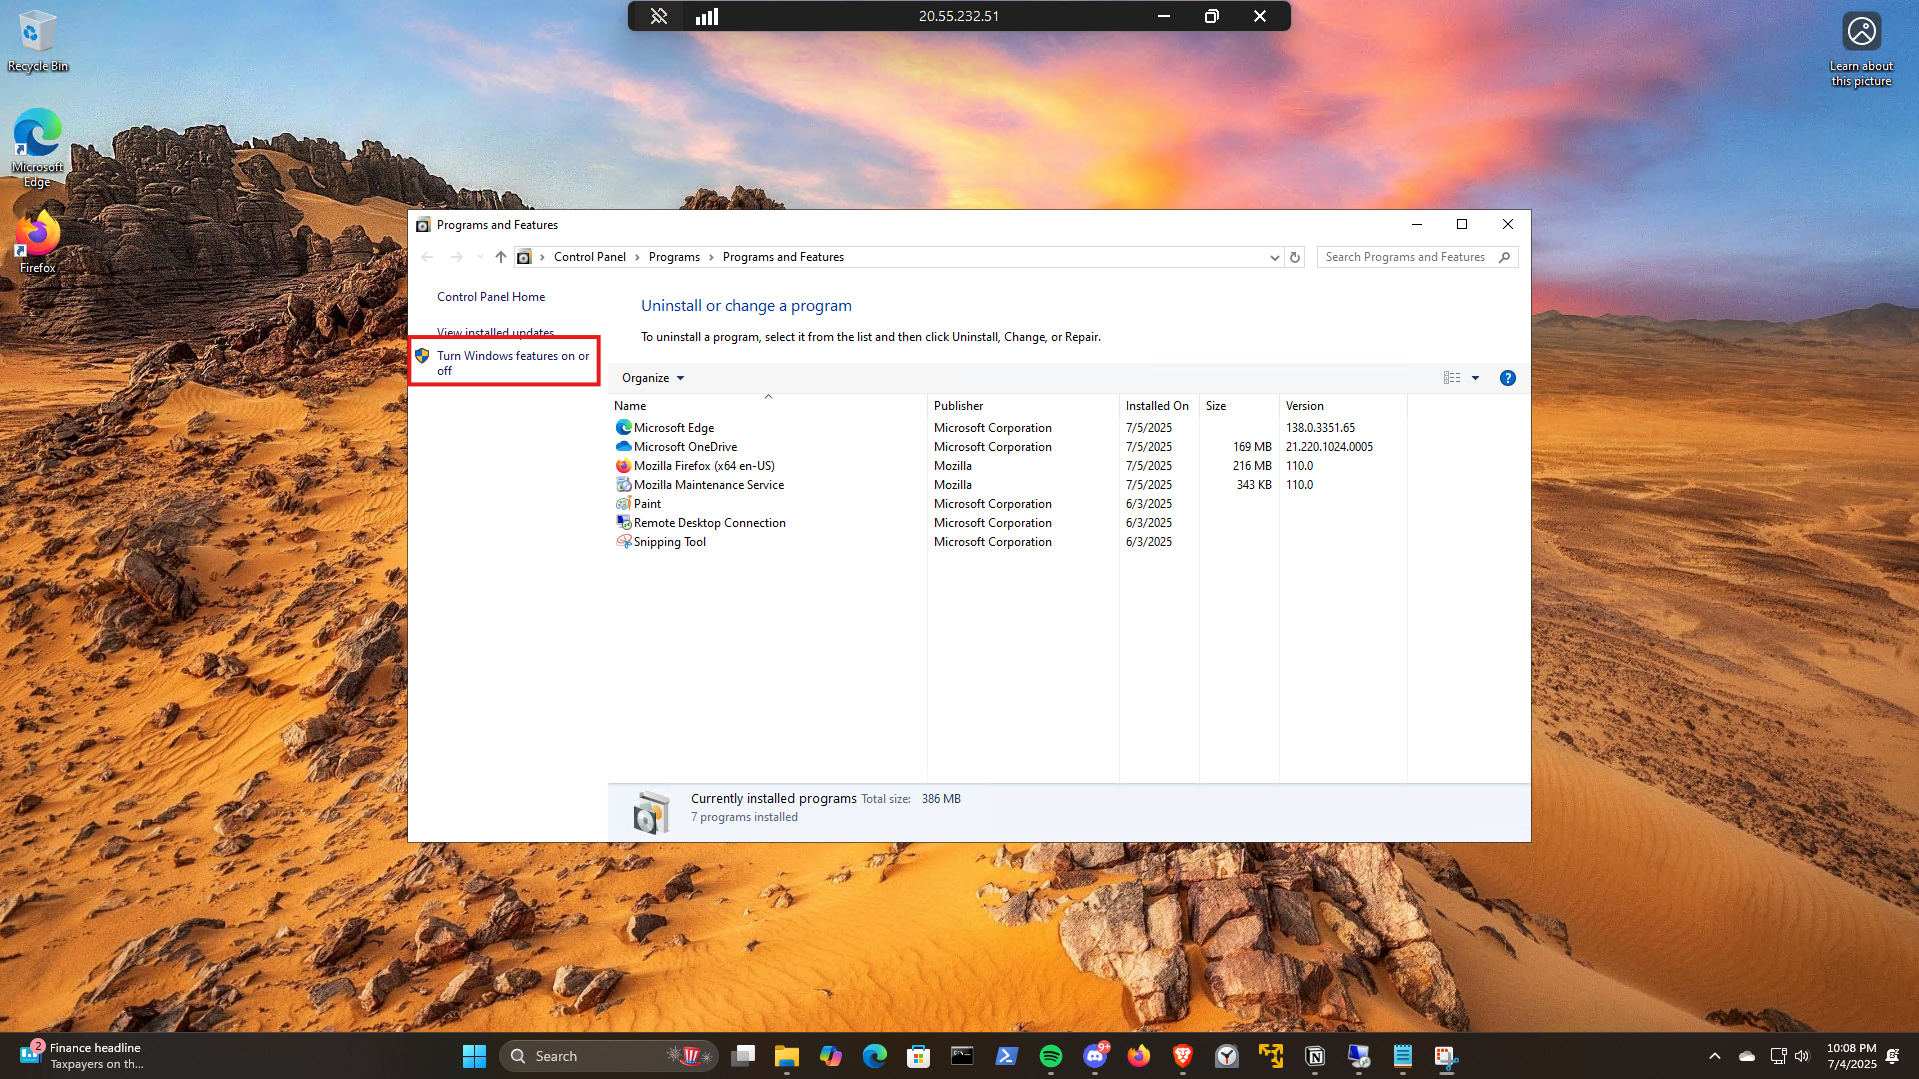 20.55.232.51
Recycle Bin
Microsoft
Edge
Firefox
Learn about
this picture
Programs and Features
Control Panel
Programs
Programs and Features
Search Programs and Features
Control Panel Home
View installed updates
Turn Windows features on or
off
Uninstall or change a program
To uninstall a program, select it from the list and then click Uninstall, Change, or Repair.
Organize
?
Name Publisher Installed On Size Version
Microsoft Edge Microsoft Corporation 7/5/2025 138.0.3351.65
Microsoft OneDrive Microsoft Corporation 7/5/2025 169 MB 21.220.1024.0005
Mozilla Firefox (x64 en-US) Mozilla 7/5/2025 216 MB 110.0
Mozilla Maintenance Service Mozilla 7/5/2025 343 KB 110.0
Paint Microsoft Corporation 6/3/2025
Remote Desktop Connection Microsoft Corporation 6/3/2025
Snipping Tool Microsoft Corporation 6/3/2025
Currently installed programs Total size: 386 MB
7 programs installed
2
Finance headline
Taxpayers on th...
Search
9+
10:08 PM
7/4/2025